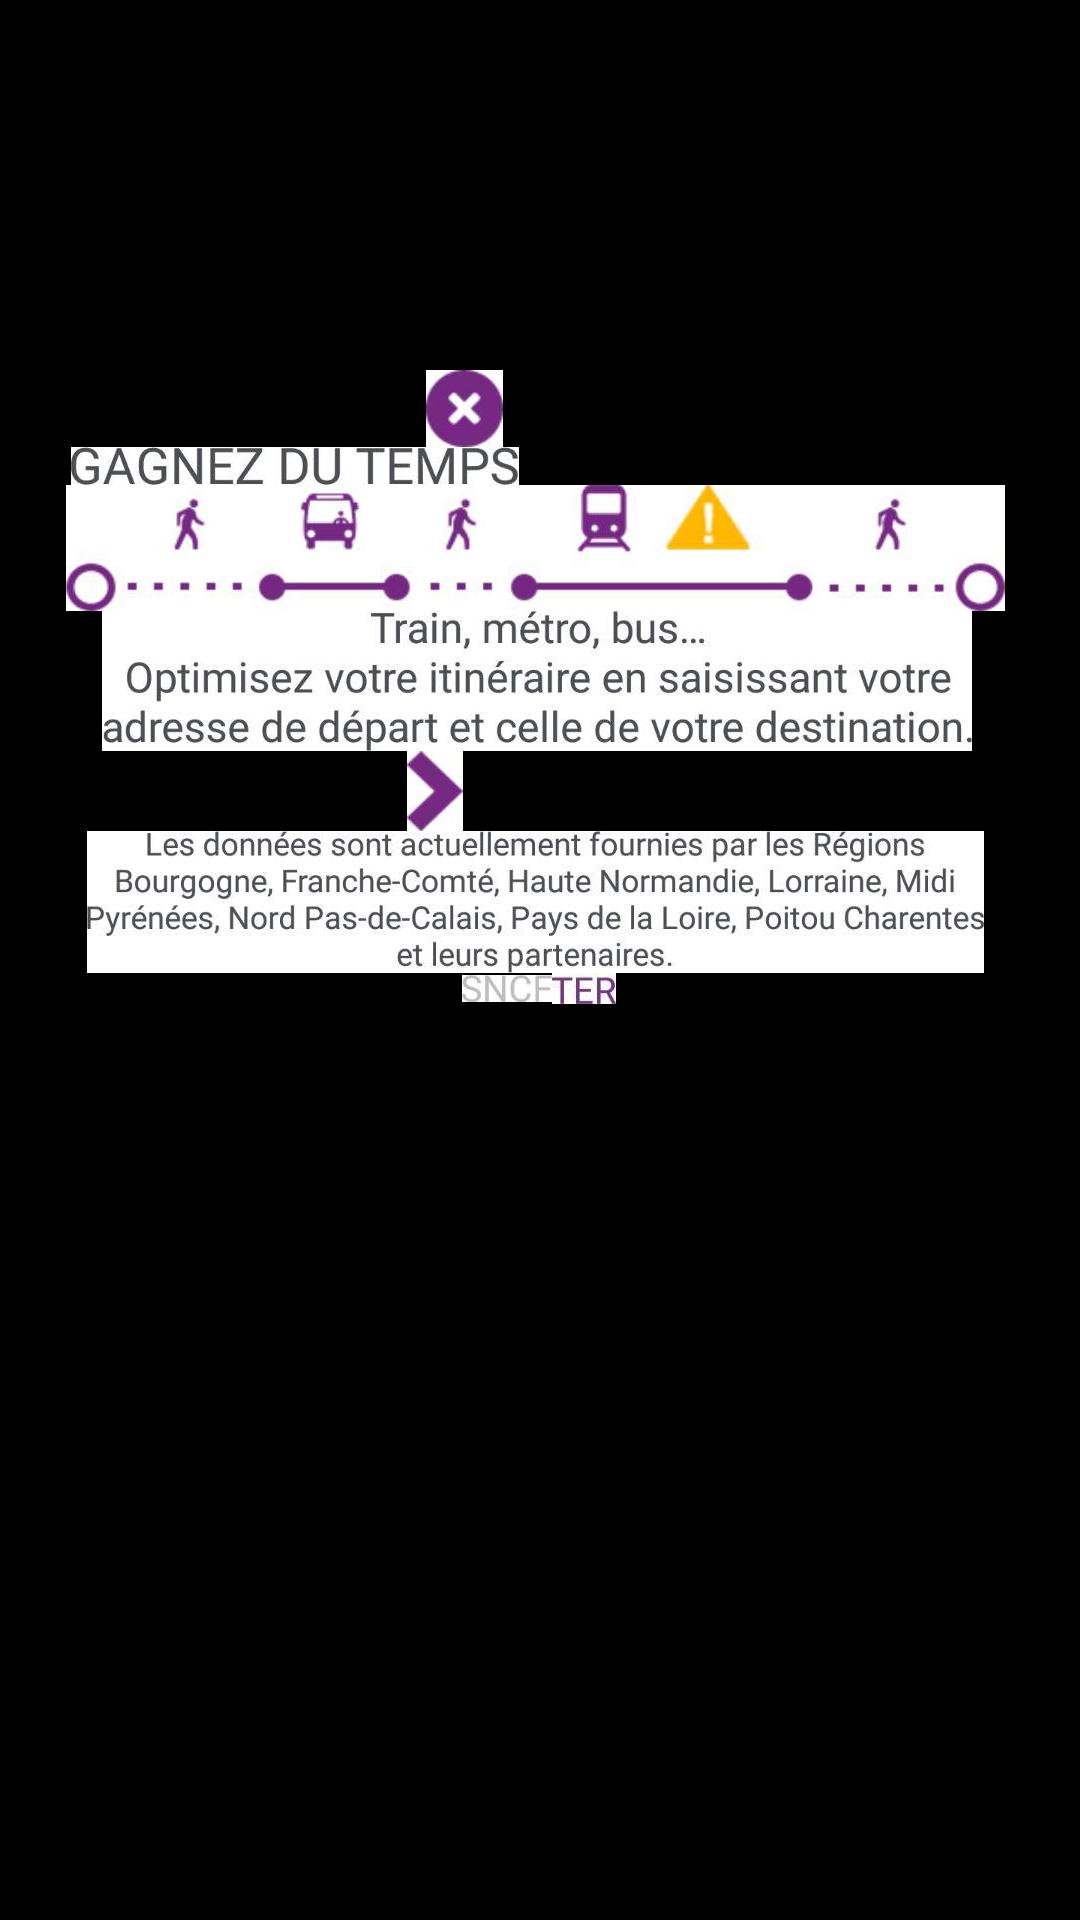 GAGNEZ DU TEMPS
Train, métro, bus...
Optimisez votre itinéraire en saisissant votre
adresse de départ et celle de votre destination.
Les données sont actuellement fournies par les Régions
Bourgogne, Franche-Comté, Haute Normandie, Lorraine, Midi
Pyrénées, Nord Pas-de-Calais, Pays de la Loire, Poitou Charentes
et leurs partenaires.
SNCF TER